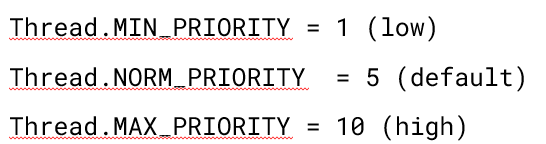 Thread.MIN_PRIORITY = 1 (low)
Thread.NORM_PRIORITY  = 5 (default)
Thread.MAX_PRIORITY = 10 (high)